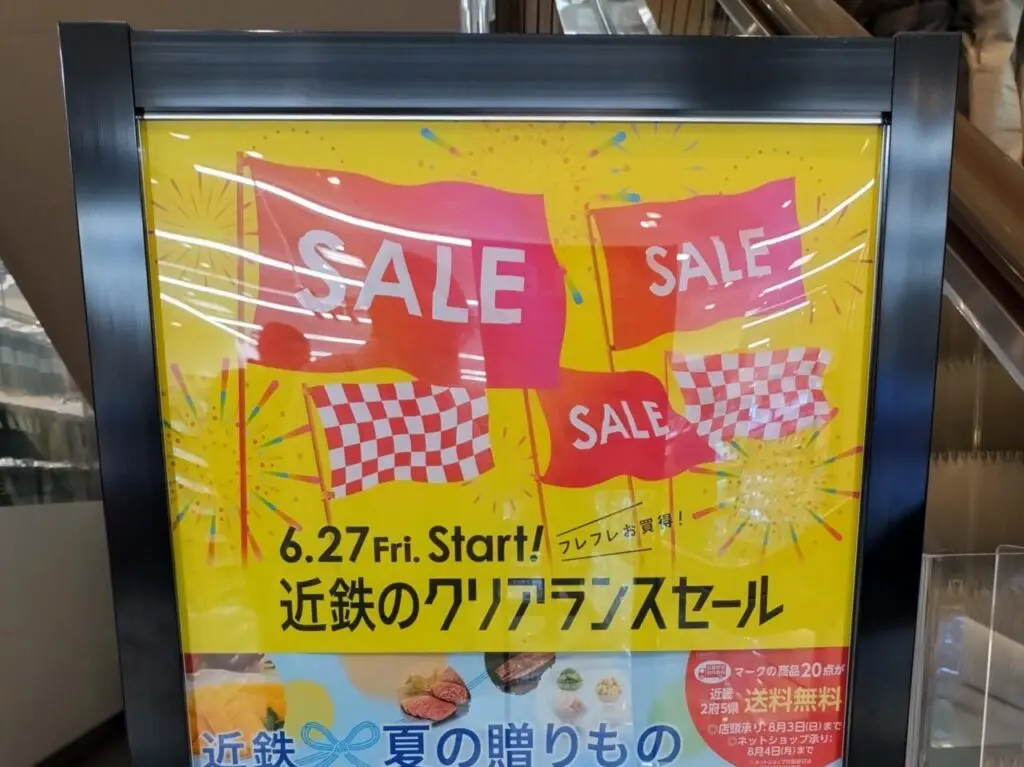 SALE
SALE
SALE
6.27 Fri. Start!
フレフレお買得!
近鉄のクリアランスセール
マークの商品20点が
近畿
2府5県
送料無料
◎店頭承り:8月3日(日)まで
◎ネットショップ承り:
8月4日(月)まで
近鉄 夏の贈りもの